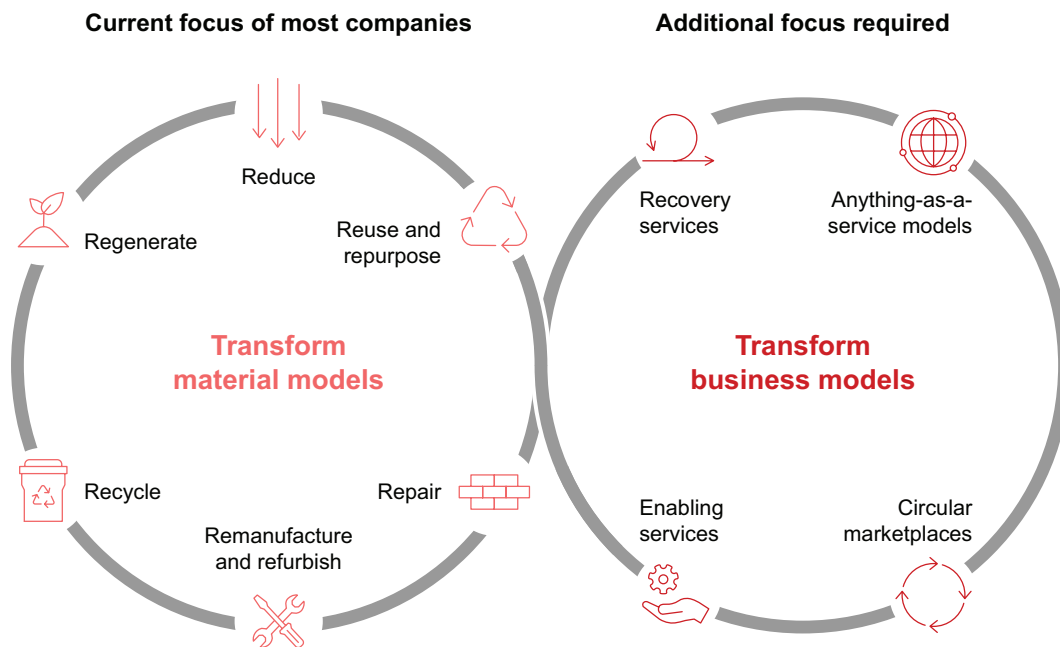 Current focus of most companies
Additional focus required
Reduce
Regenerate
Reuse and
repurpose
Transform
material models
Recycle
Repair
Remanufacture
and refurbish
Recovery
services
Anything-as-a-
service models
Transform
business models
Enabling
services
Circular
marketplaces